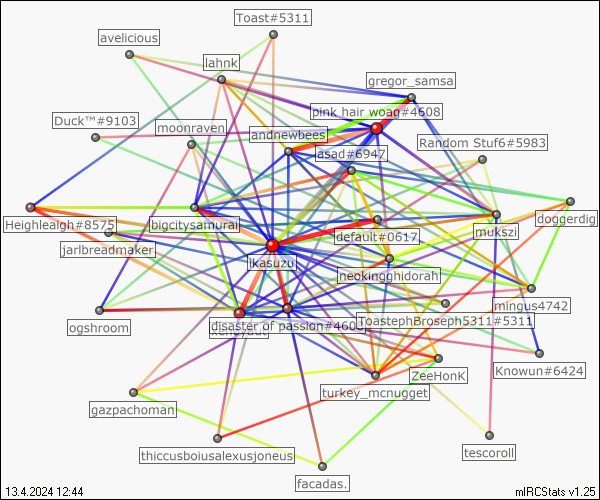 Toast#5311
avelicious
lahnk
gregor_samsa
pink hair woag#4608
Duck™#9103
moonraven
andnewbees
Random Stuf6#5983
asad#6947
doggerdig
Heighleaigh#8575
bigcitysamurai
mukszi
default#0617
jarlbreadmaker
ikasuzu
neokingghidorah
mingus4742
ogshroom
disaster of passion#4603
ToastephBroseph5311#5311
Knowun#6424
ZeeHonK
turkey_mcnugget
gazpachoman
thiccusboiusalexusjoneus
tescoroll
facadas.
13.4.2024 12:44
mIRCStats v1.25